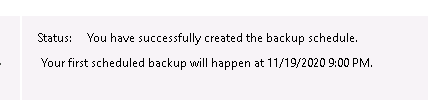 Status: You have successfully created the backup schedule.
Your first scheduled backup will happen at 11/19/2020 9:00 PM.